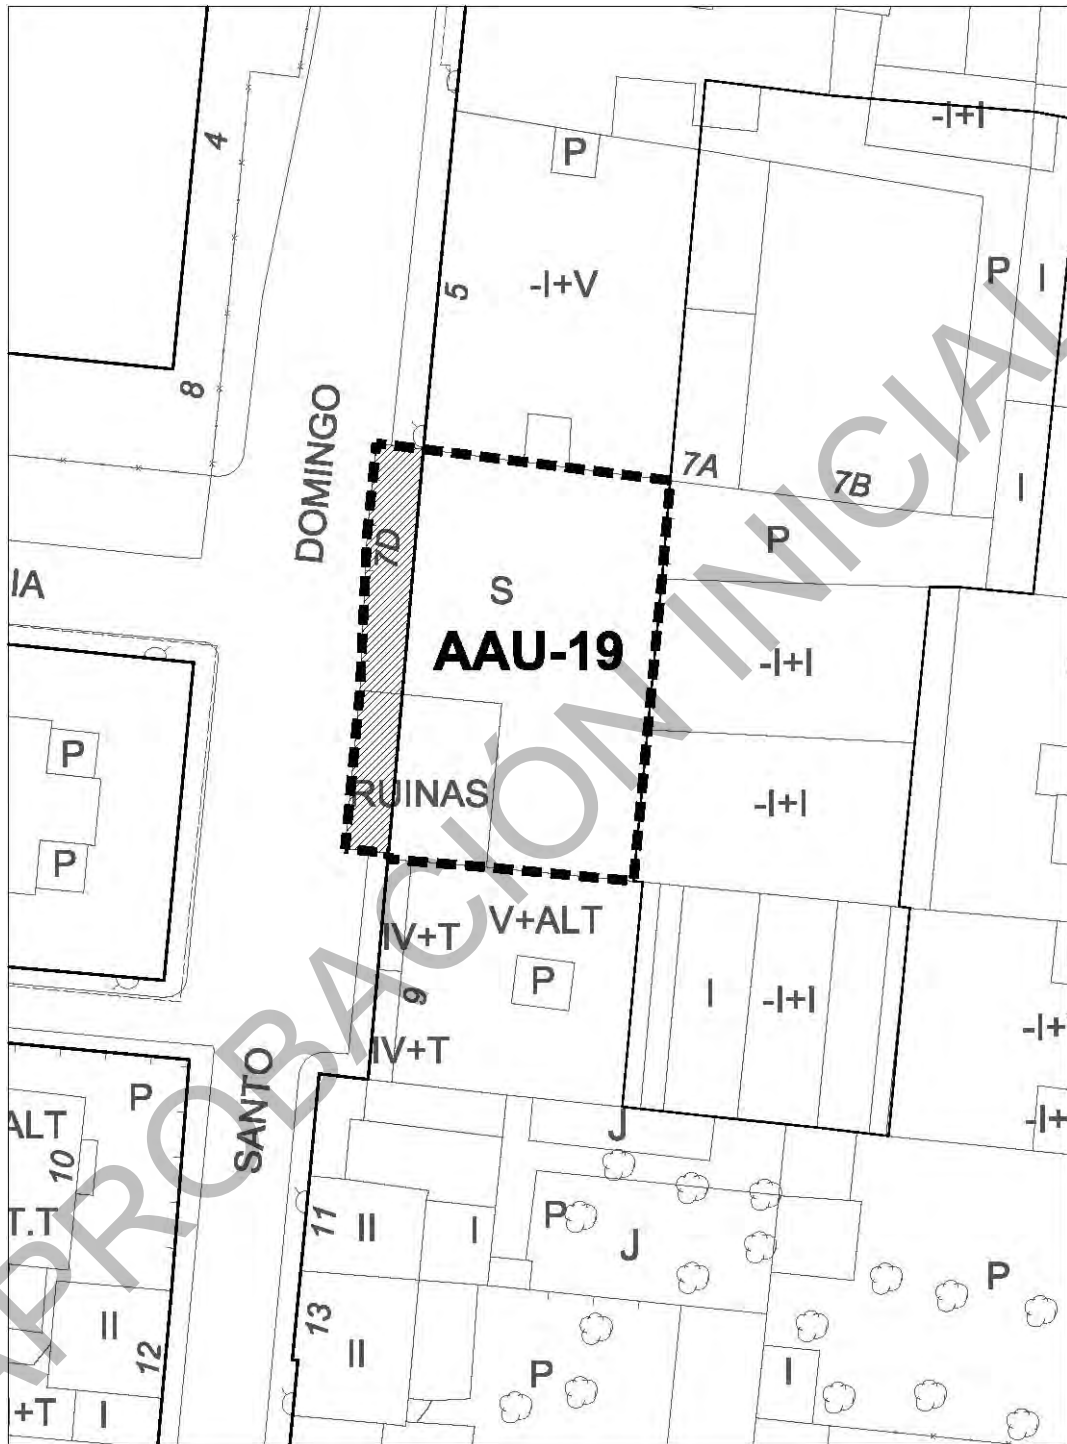 -I+I
4
P
5
-I+V
P
I
8
DOMINGO
7A
7B
I
7D
P
IA
S
AAU-19
-I+I
P
RUINAS
-I+I
P
IV+T
V+ALT
P
9
I
-I+I
-I+
IV+T
SANTO
P
ALT
10
J
-I+
T.T
11
II
I
P
J
P
13
II
II
12
P
I
+T
I
APROBACIÓN INICIAL